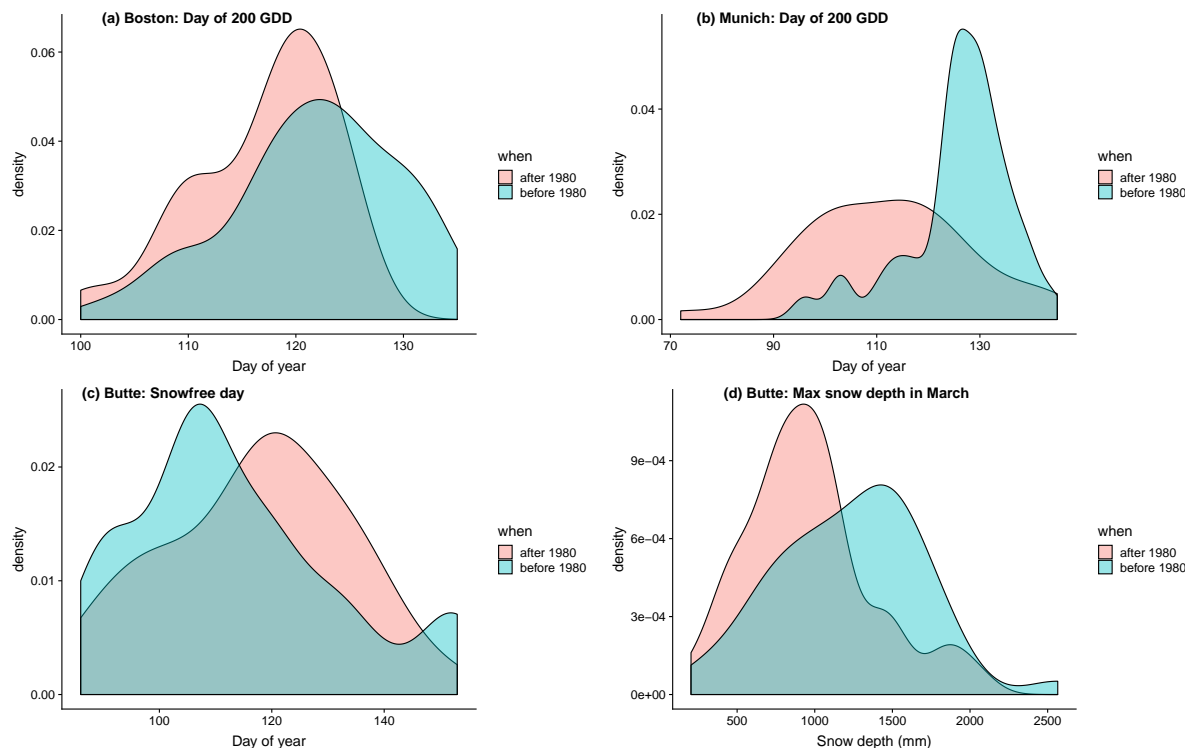 (a) Boston: Day of 200 GDD
0.06
0.04
0.02
0.00
density
100
110
120
130
Day of year
when
after 1980
before 1980
(b) Munich: Day of 200 GDD
0.04
0.02
0.00
density
70
90
110
130
Day of year
when
after 1980
before 1980
(c) Butte: Snowfree day
0.02
0.01
0.00
density
100
120
140
Day of year
when
after 1980
before 1980
(d) Butte: Max snow depth in March
9e−04
6e−04
3e−04
0e+00
density
500
1000
1500
2000
2500
Snow depth (mm)
when
after 1980
before 1980